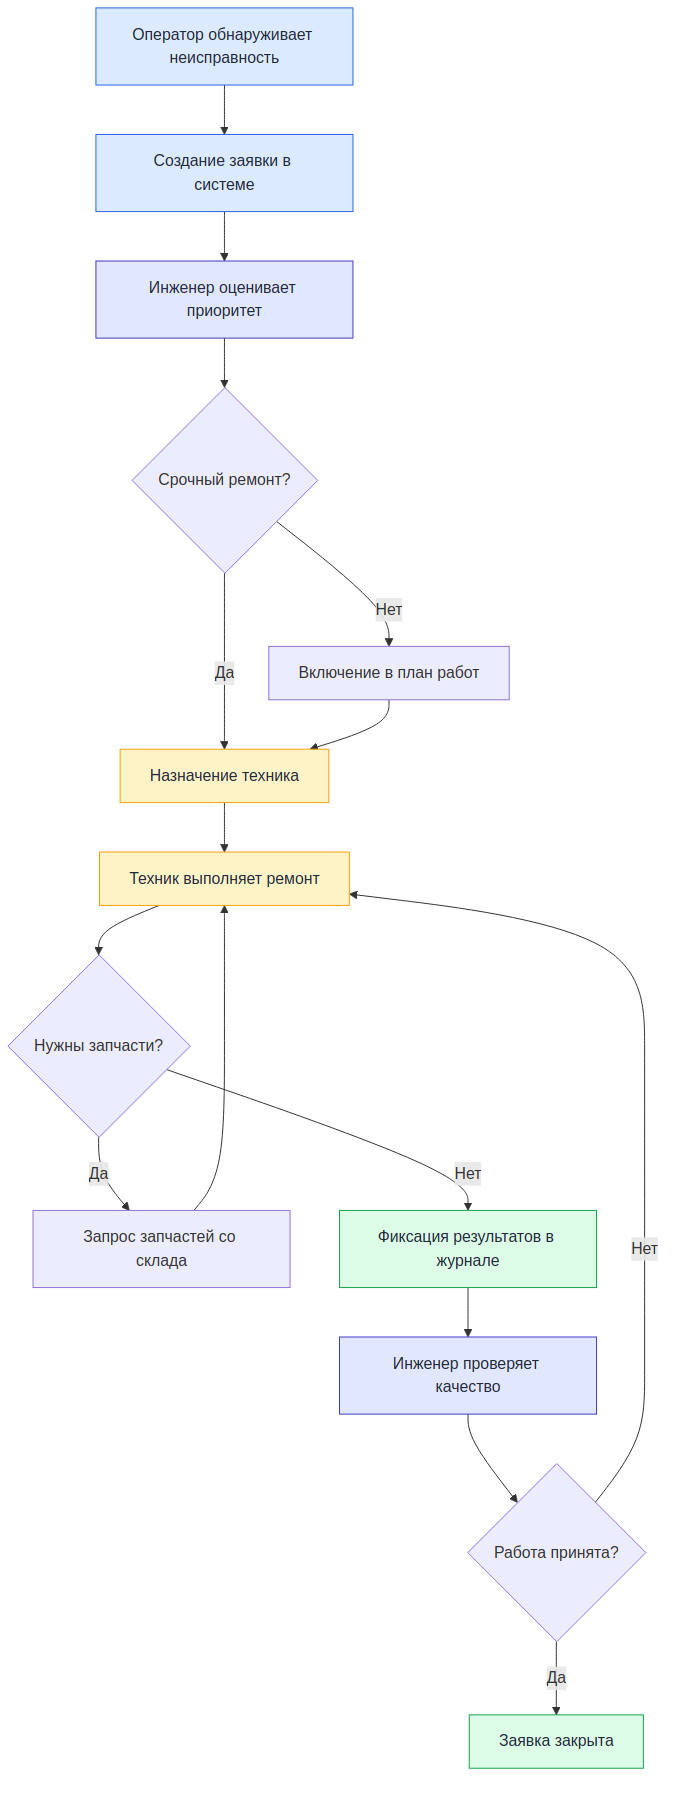 Оператор обнаруживает
неисправность
Создание заявки в
системе
Инженер оценивает
приоритет
Срочный ремонт?
Нет
Да
Включение в план работ
Назначение техника
Техник выполняет ремонт
Нужны запчасти?
Да
Нет
Запрос запчастей со
склада
Фиксация результатов в
журнале
Нет
Инженер проверяет
качество
Работа принята?
Да
Заявка закрыта